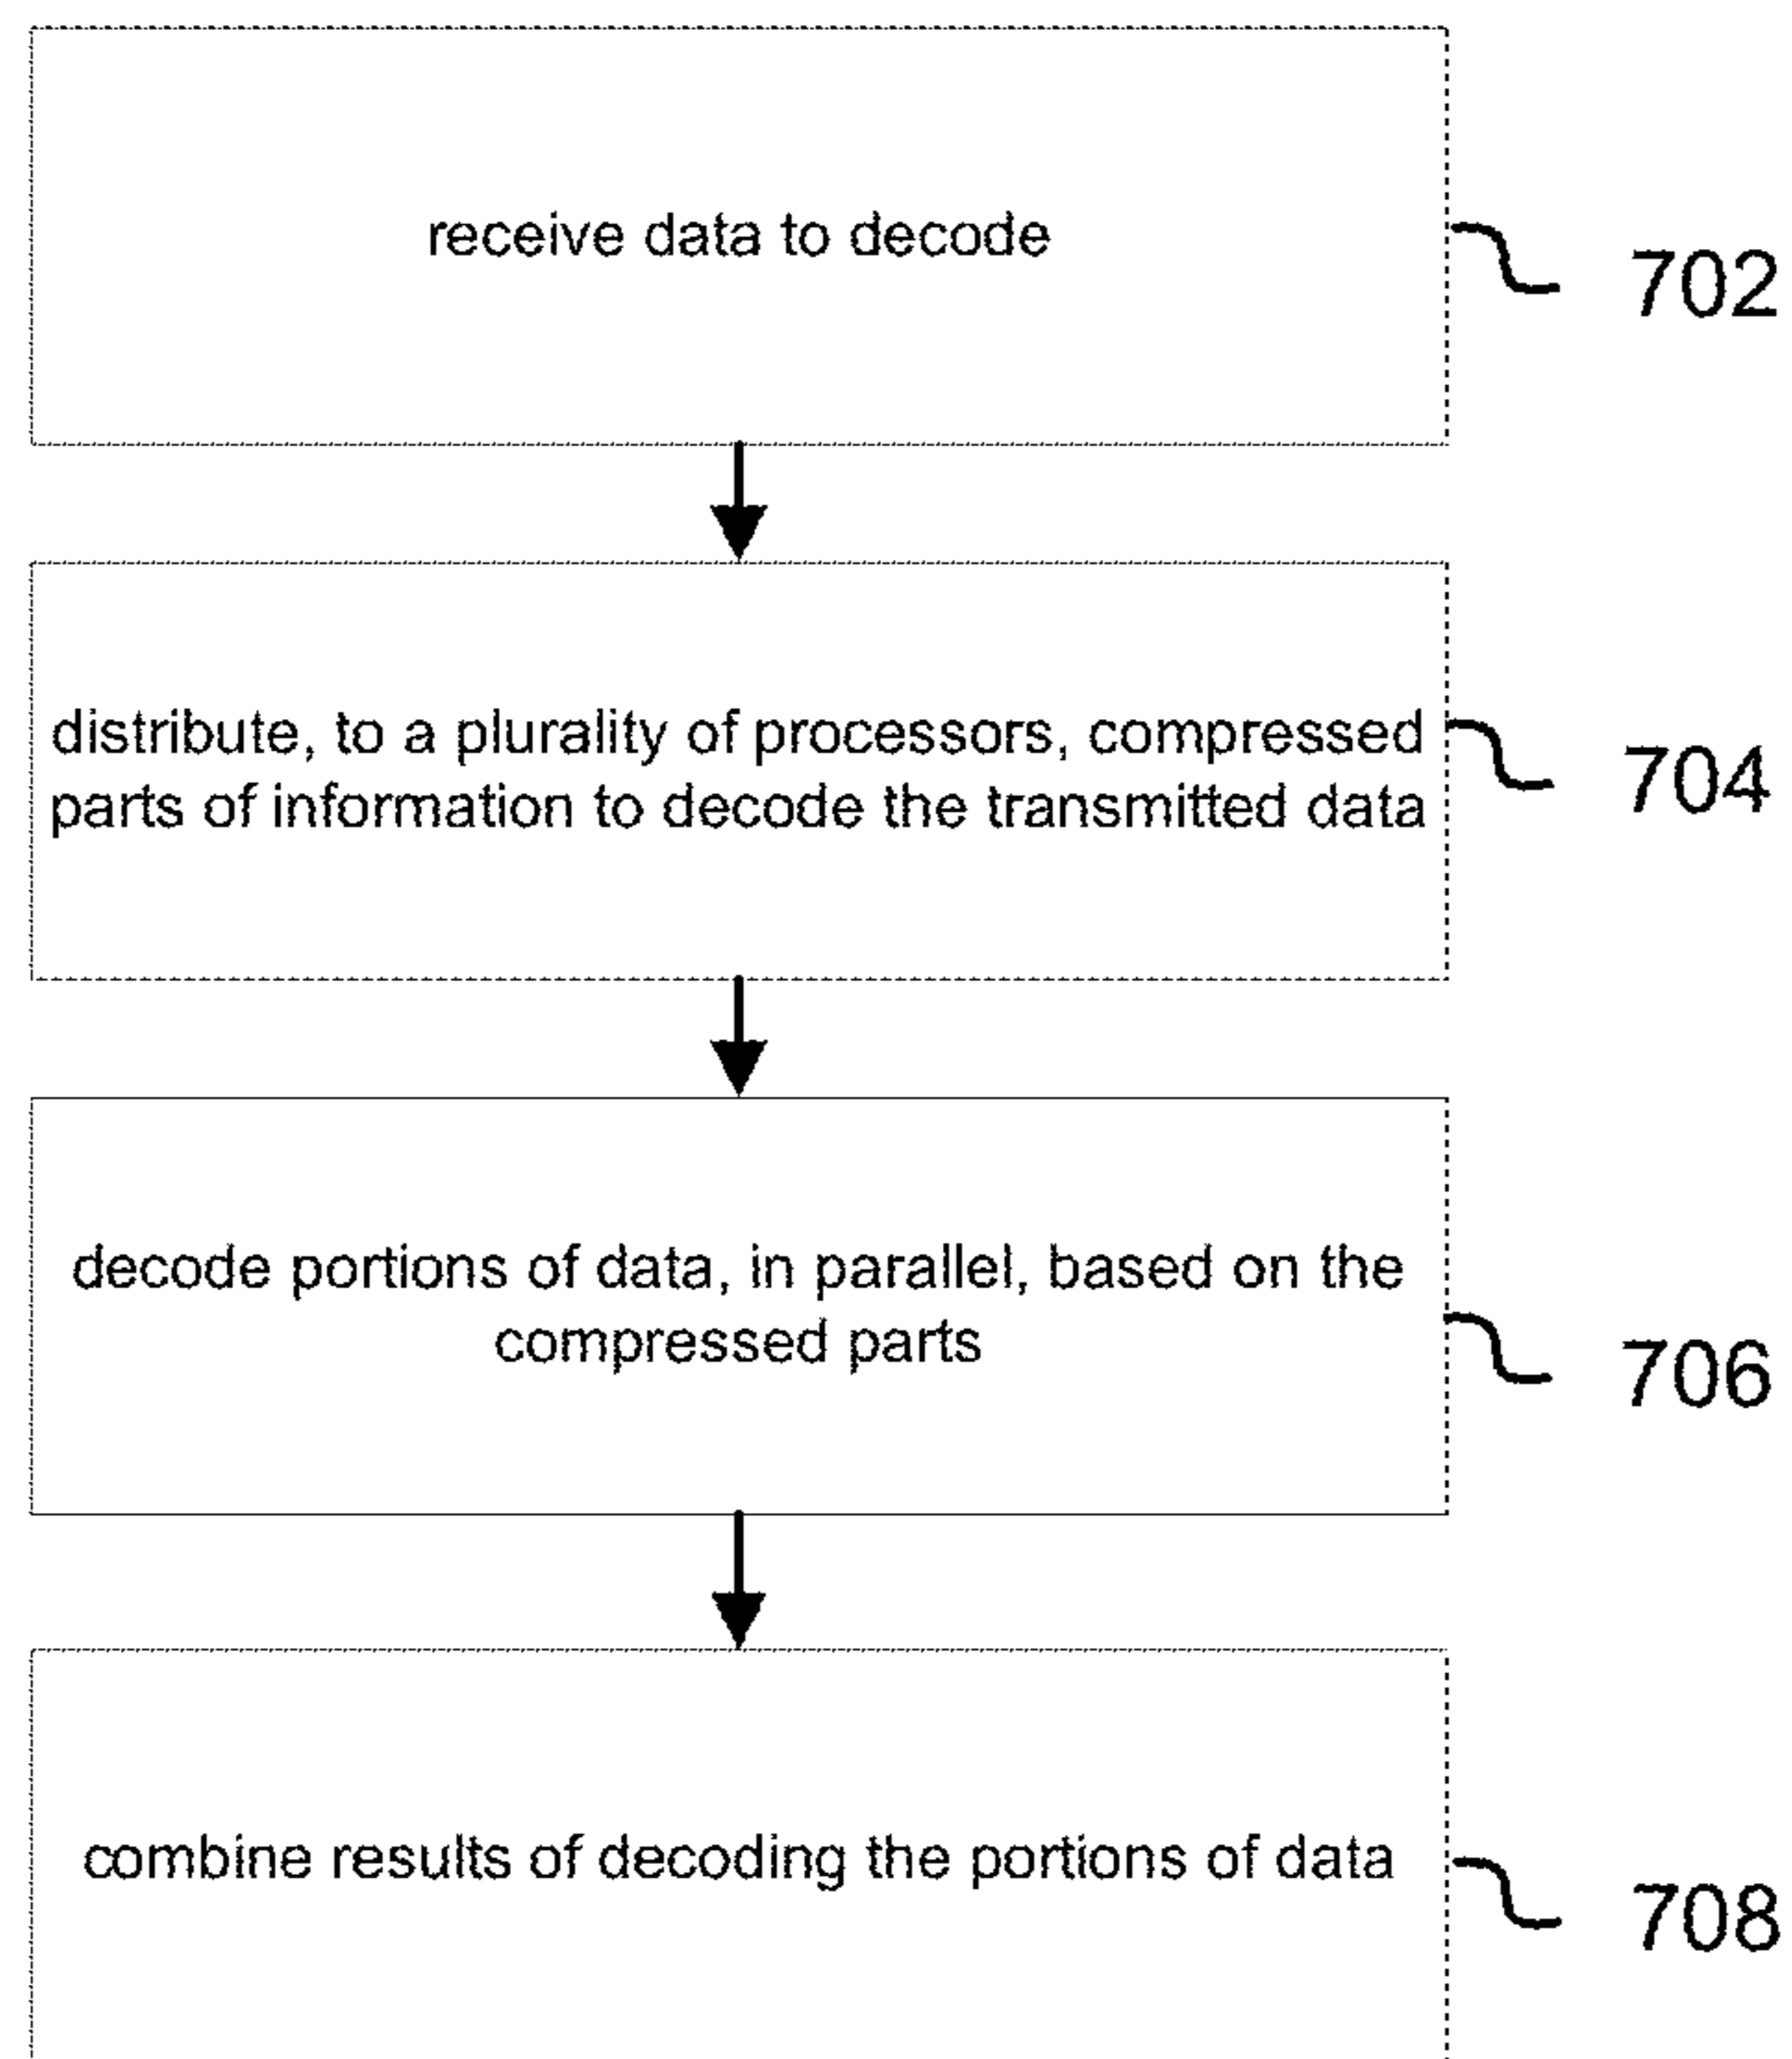 receive data to decode
702
distribute, to a plurality of processors, compressed
parts of information to decode the transmitted data
704
decode portions of data, in parallel, based on the
compressed parts
706
combine results of decoding the portions of data
708